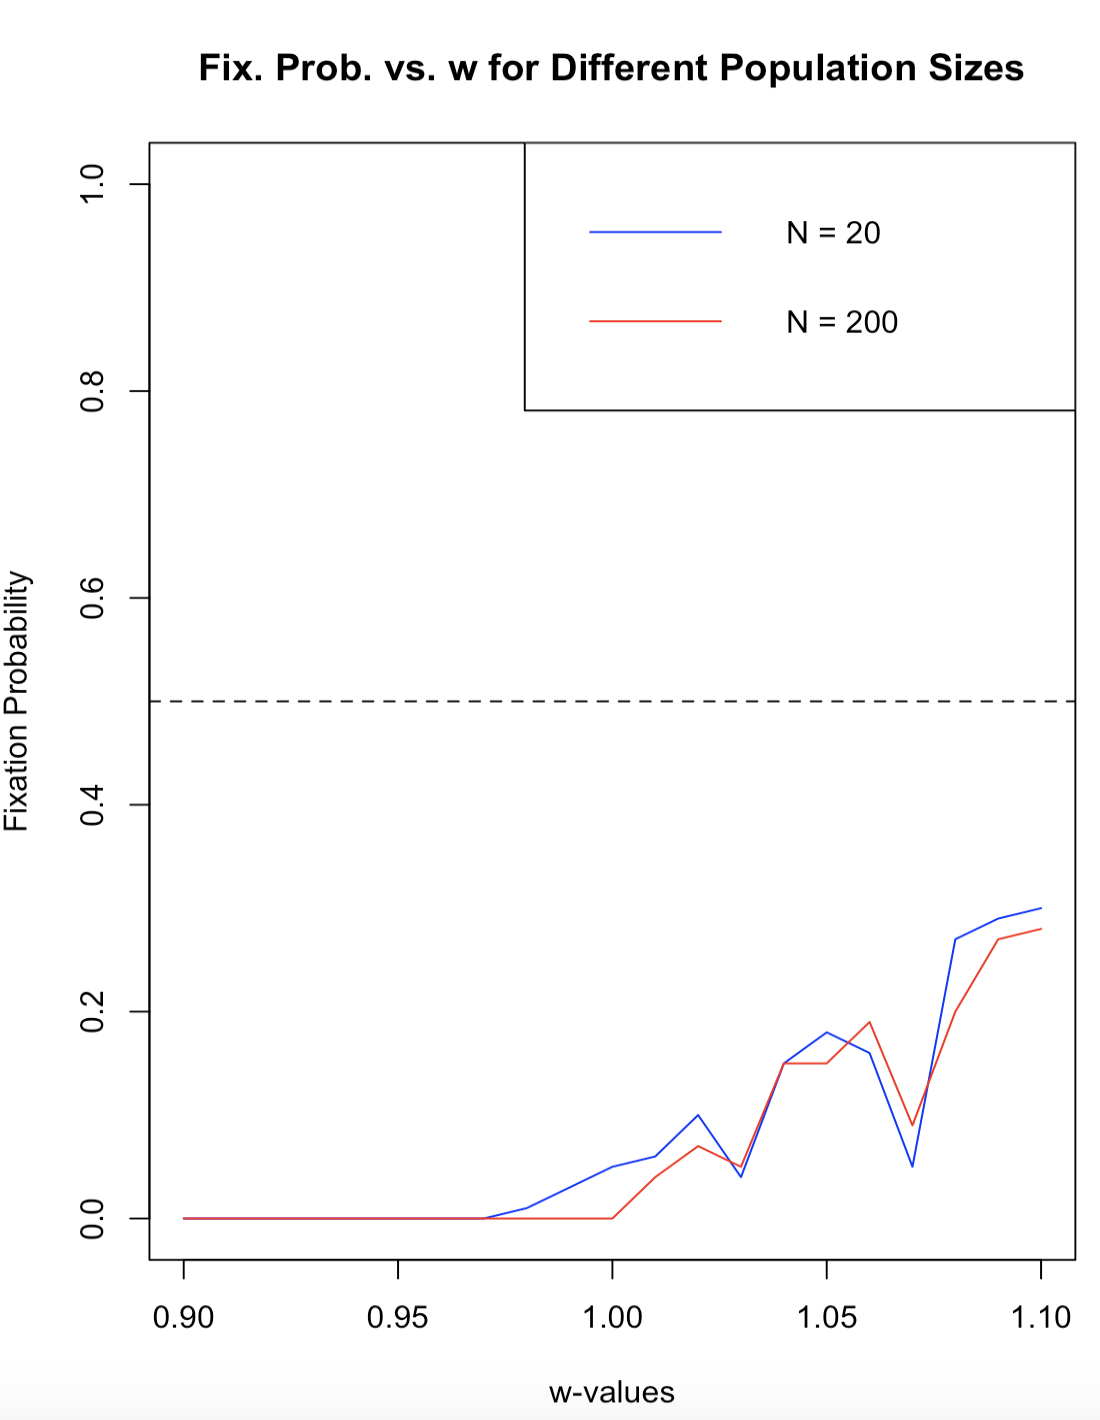 Fix. Prob. vs. w for Different Population Sizes
N = 20
N = 200
1.0
0.8
0.6
0.4
0.2
0.0
Fixation Probability
0.90 0.95 1.00 1.05 1.10
w-values